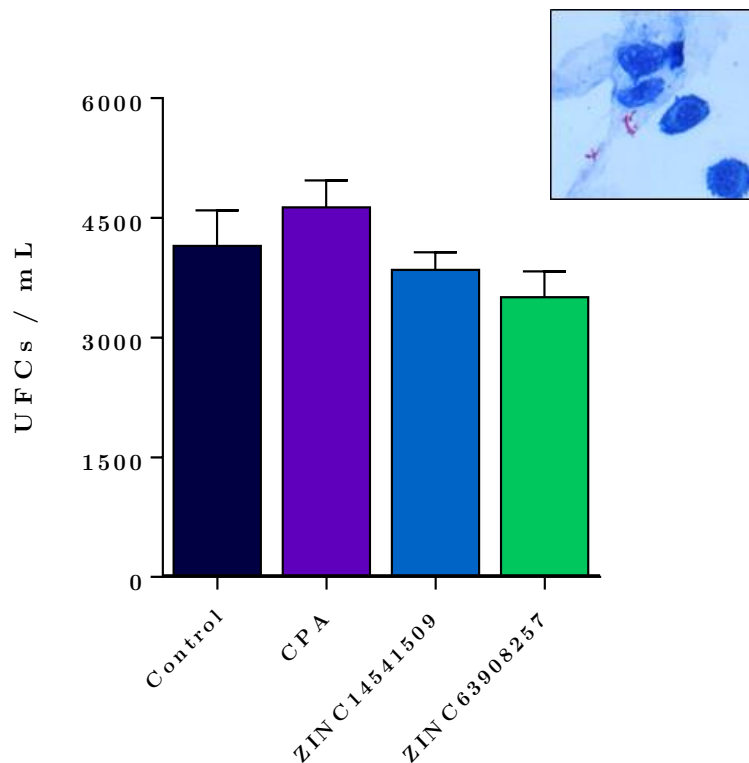 6000
4500
3000
1500
0
UFCs / mL
Control
CPA
ZINC14541509
ZINC63908257